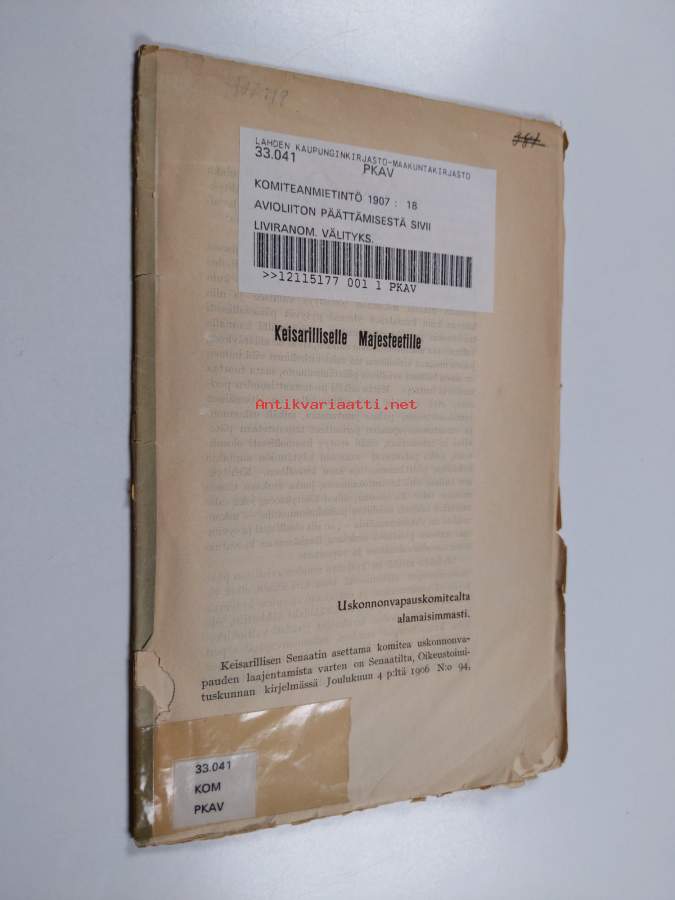 LAHDEN KAUPUNGINKIRJASTO-MAAKUNTAKIRJASTO
33.041 PKAV
KOMITEANMIETINTÖ 1907 : 18
AVIOLIITON PÄÄTTÄMISESTÄ SIVII
LIVIRANOM. VÄLITYKS.
>>12115177 001 1 PKAV
Keisarilliselle Majesteetille
Antikvariaatti.net
Uskonnonvapauskomitealta
alamaisimmasti.
Keisarillisen Senaatin asettama komitea uskonnonva-
pauden laajentamista varten on Senaatilta, Oikeustoimi-
tuskunnan kirjelmässä Joulukuun 4 p:ltä 1906 N:o 94,
33.041
KOM
PKAV